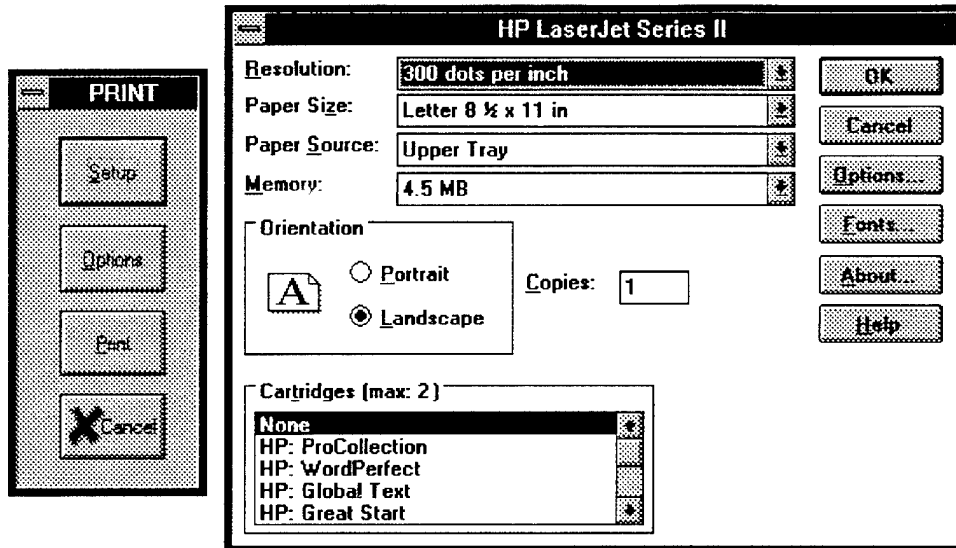 PRINT
Setup
Options
Print
Cancel
HP LaserJet Series II
Resolution: 300 dots per inch
Paper Size: Letter 8 ½ x 11 in
Paper Source: Upper Tray
Memory: 4.5 MB
OK
Cancel
Options...
Fonts...
About...
Help
Orientation
A
Portrait
Landscape
Copies: 1
Cartridges (max: 2)
None
HP: ProCollection
HP: WordPerfect
HP: Global Text
HP: Great Start